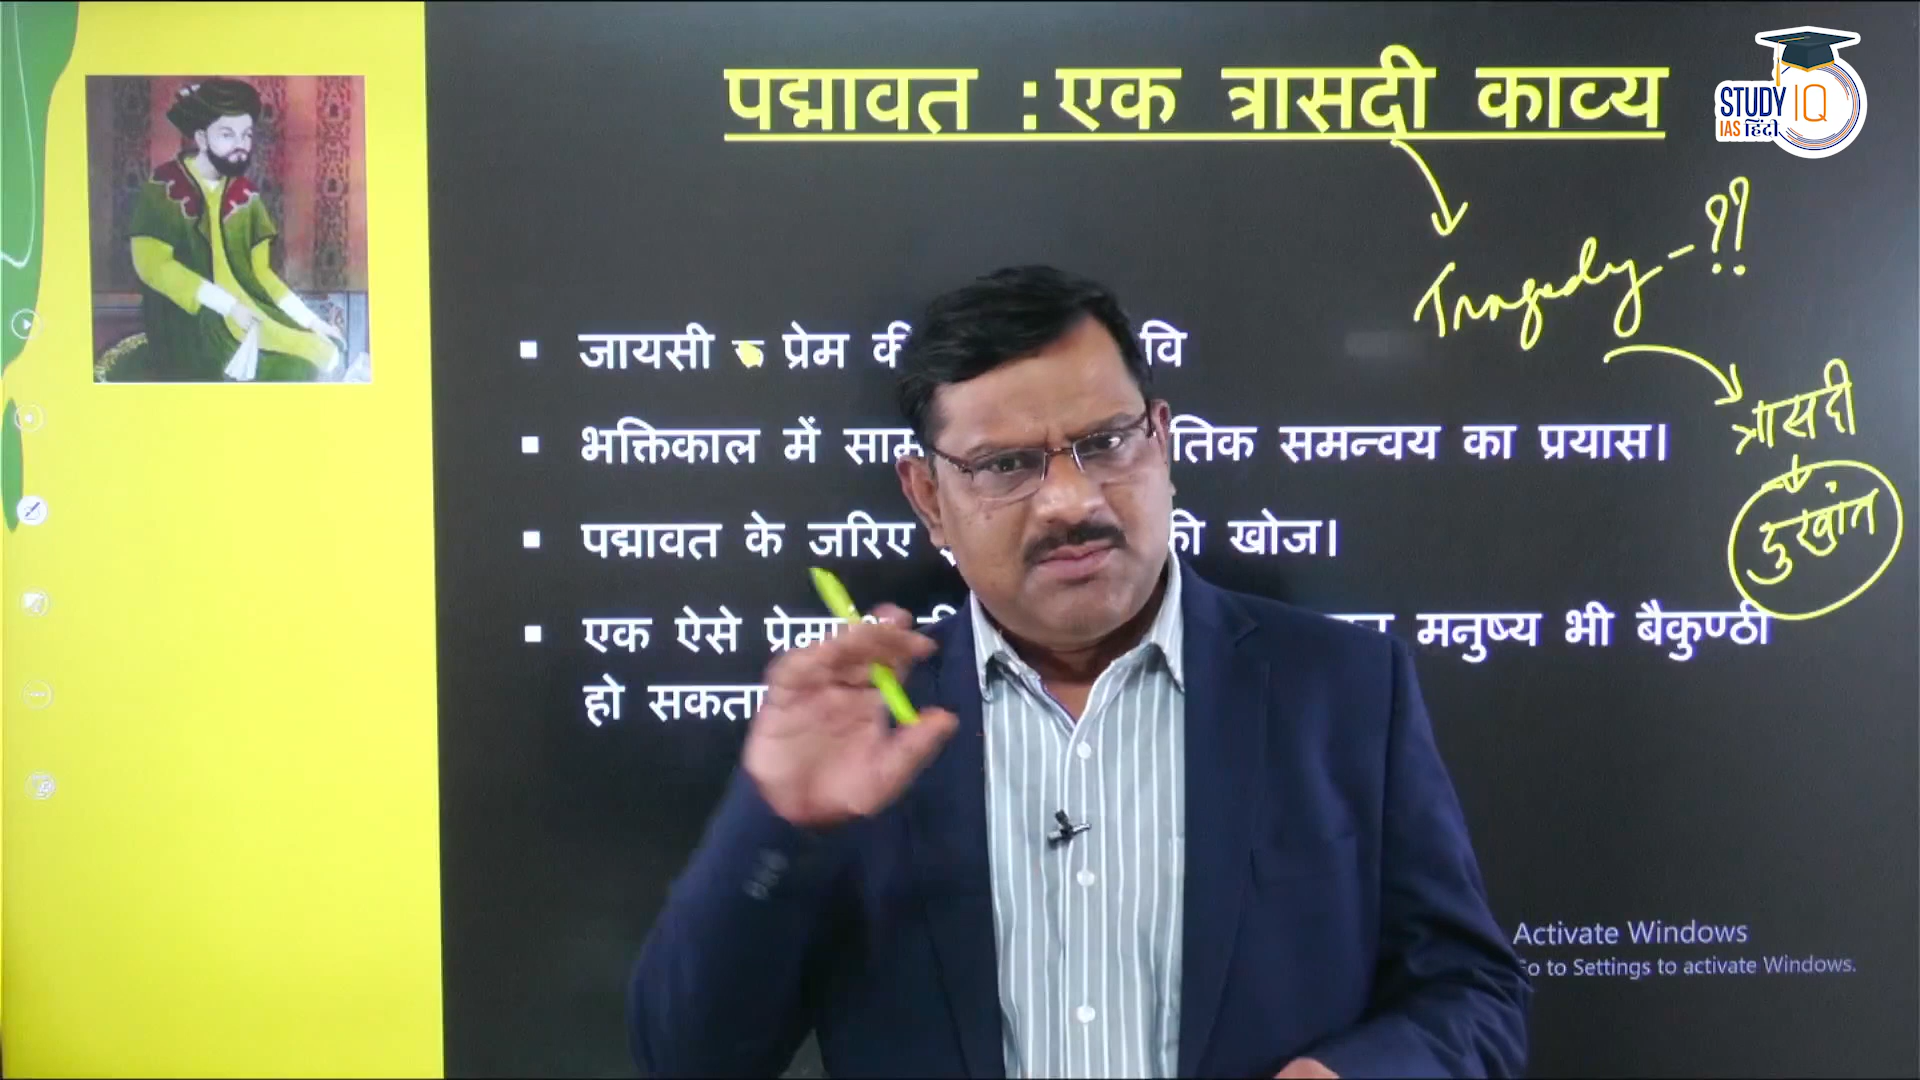 पद्मावत : एक त्रासदी काव्य
STUDY IQ
IAS हिंदी
Tragedy - ??
त्रासदी
दुखांत
जायसी प्रेम
भक्तिकाल में समन्वय का प्रयास।
पद्मावत के जरिए की खोज।
एक ऐसे मनुष्य भी बैकुण्ठी
हो सकता
Activate Windows
Go to Settings to activate Windows.